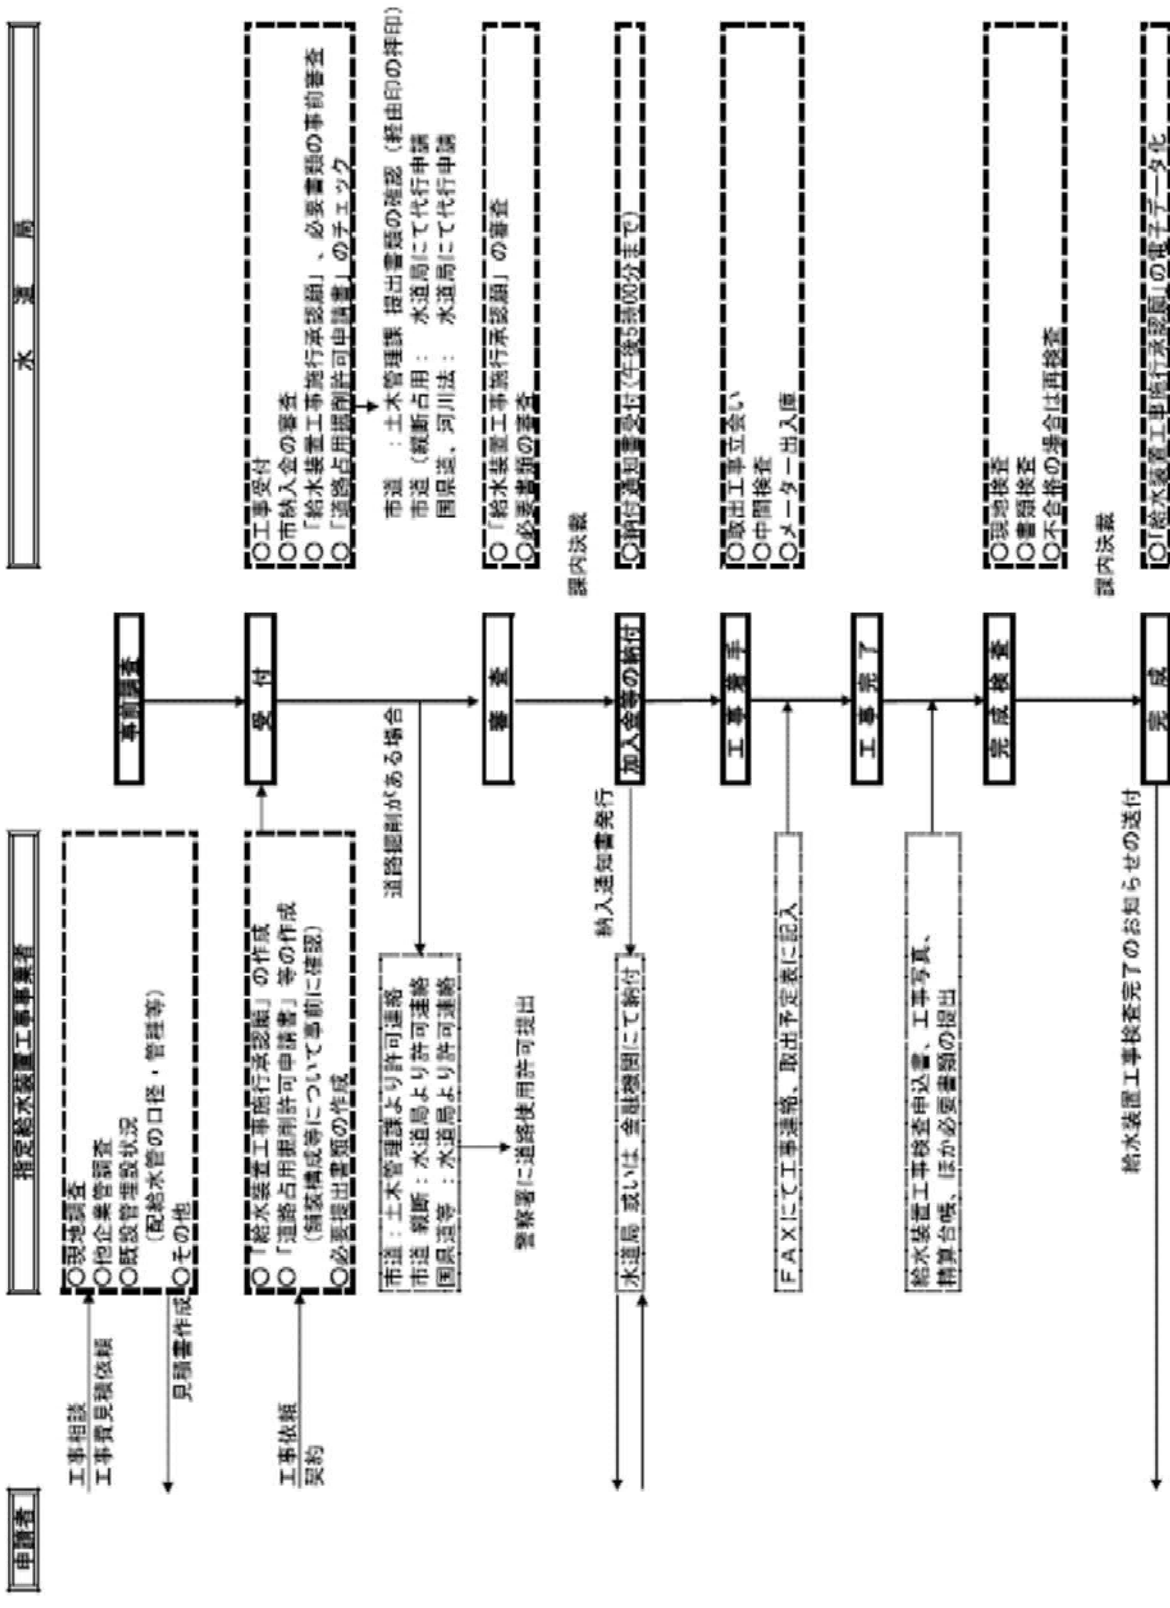 申請者
指定給水装置工事事業者
水道局
工事相談
工事費見積依頼
見積書作成
○現地調査
○他企業管調査
○既設管埋設状況
(配給水管の口径・管種等)
○その他
事前調査
工事依頼
契約
○「給水装置工事施行承認願」の作成
○「道路占用掘削許可申請書」等の作成
(舗装構成等について事前に確認)
○必要提出書類の作成
受付
○工事受付
○市納入金の審査
○「給水装置工事施行承認願」、必要書類の事前審査
○「道路占用掘削許可申請書」のチェック
道路掘削がある場合
市道：土木管理課より許可連絡
市道 縦断：水道局より許可連絡
国県道等 ：水道局より許可連絡
警察署に道路使用許可提出
市道 ：土木管理課 提出書類の確認（経由印の押印）
市道（縦断占用： 水道局にて代行申請
国県道、河川法： 水道局にて代行申請
審査
○「給水装置工事施行承認願」の審査
○必要書類の審査
課内決裁
納入通知書発行
水道局 或いは 金融機関にて納付
加入金等の納付
○納付通知書受付(午後5時00分まで)
工事着手
○取出工事立会い
○中間検査
○メーター出入庫
FAXにて工事連絡、取出予定表に記入
工事完了
給水装置工事検査申込書、工事写真、
精算台帳、ほか必要書類の提出
完成検査
○現地検査
○書類検査
○不合格の場合は再検査
課内決裁
給水装置工事検査完了のお知らせの送付
完成
○「給水装置工事施行承認願」の電子データ化